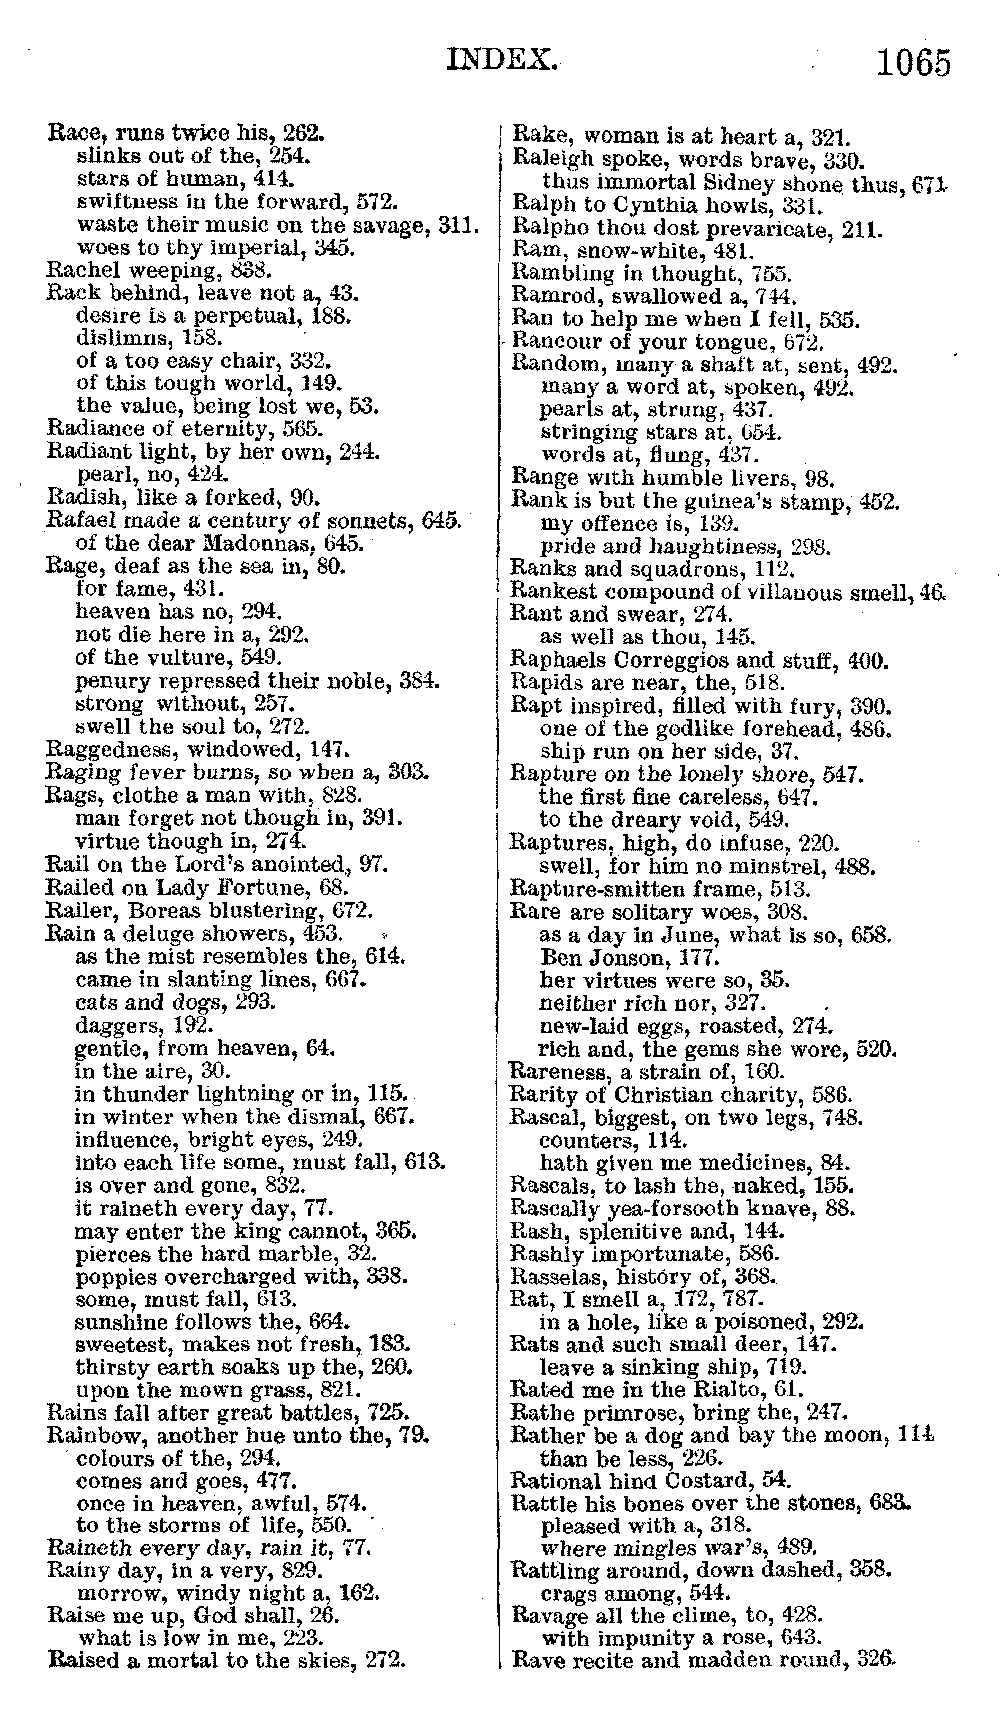 INDEX. 1065
Race, runs twice his, 262.
slinks out of the, 254.
stars of human, 414.
swiftness in the forward, 572.
waste their music on the savage, 311.
woes to thy imperial, 345.
Rachel weeping, 838.
Rack behind, leave not a, 43.
desire is a perpetual, 188.
dislimns, 158.
of a too easy chair, 332.
of this tough world, 149.
the value, being lost we, 53.
Radiance of eternity, 565.
Radiant light, by her own, 244.
pearl, no, 424.
Radish, like a forked, 90.
Rafael made a century of sonnets, 645.
of the dear Madonnas, 645.
Rage, deaf as the sea in, 80.
for fame, 431.
heaven has no, 294.
not die here in a, 292.
of the vulture, 549.
penury repressed their noble, 384.
strong without, 257.
swell the soul to, 272.
Raggedness, windowed, 147.
Raging fever burns, so when a, 303.
Rags, clothe a man with, 828.
man forget not though in, 391.
virtue though in, 274.
Rail on the Lord's anointed, 97.
Railed on Lady Fortune, 68.
Railer, Boreas blustering, 672.
Rain a deluge showers, 453.
as the mist resembles the, 614.
came in slanting lines, 667.
cats and dogs, 293.
daggers, 192.
gentle, from heaven, 64.
in the aire, 30.
in thunder lightning or in, 115.
in winter when the dismal, 667.
influence, bright eyes, 249.
into each life some, must fall, 613.
is over and gone, 832.
it raineth every day, 77.
may enter the king cannot, 365.
pierces the hard marble, 32.
poppies overcharged with, 338.
some, must fall, 613.
sunshine follows the, 664.
sweetest, makes not fresh, 183.
thirsty earth soaks up the, 260.
upon the mown grass, 821.
Rains fall after great battles, 725.
Rainbow, another hue unto the, 79.
colours of the, 294.
comes and goes, 477.
once in heaven, awful, 574.
to the storms of life, 550.
Raineth every day, rain it, 77.
Rainy day, in a very, 829.
morrow, windy night a, 162.
Raise me up, God shall, 26.
what is low in me, 223.
Raised a mortal to the skies, 272.
Rake, woman is at heart a, 321.
Raleigh spoke, words brave, 330.
thus immortal Sidney shone thus, 671
Ralph to Cynthia howls, 331.
Ralpho thou dost prevaricate, 211.
Ram, snow-white, 481.
Rambling in thought, 755.
Ramrod, swallowed a, 744.
Ran to help me when I fell, 535.
Rancour of your tongue, 672.
Random, many a shaft at, sent, 492.
many a word at, spoken, 492.
pearls at, strung, 437.
stringing stars at, 654.
words at, flung, 437.
Range with humble livers, 98.
Rank is but the guinea's stamp, 452.
my offence is, 139.
pride and haughtiness, 298.
Ranks and squadrons, 112.
Rankest compound of villanous smell, 46.
Rant and swear, 274.
as well as thou, 145.
Raphaels Correggios and stuff, 400.
Rapids are near, the, 518.
Rapt inspired, filled with fury, 390.
one of the godlike forehead, 486.
ship run on her side, 37.
Rapture on the lonely shore, 547.
the first fine careless, 647.
to the dreary void, 549.
Raptures, high, do infuse, 220.
swell, for him no minstrel, 488.
Rapture-smitten frame, 513.
Rare are solitary woes, 308.
as a day in June, what is so, 658.
Ben Jonson, 177.
her virtues were so, 35.
neither rich nor, 327.
new-laid eggs, roasted, 274.
rich and, the gems she wore, 520.
Rareness, a strain of, 160.
Rarity of Christian charity, 586.
Rascal, biggest, on two legs, 748.
counters, 114.
hath given me medicines, 84.
Rascals, to lash the, naked, 155.
Rascally yea-forsooth knave, 88.
Rash, splenitive and, 144.
Rashly importunate, 586.
Rasselas, history of, 368.
Rat, I smell a, 172, 787.
in a hole, like a poisoned, 292.
Rats and such small deer, 147.
leave a sinking ship, 719.
Rated me in the Rialto, 61.
Rathe primrose, bring the, 247.
Rather be a dog and bay the moon, 114
than be less, 226.
Rational hind Costard, 54.
Rattle his bones over the stones, 683.
pleased with a, 318.
where mingles war's, 489.
Rattling around, down dashed, 358.
crags among, 544.
Ravage all the clime, to, 428.
with impunity a rose, 643.
Rave recite and madden round, 326.